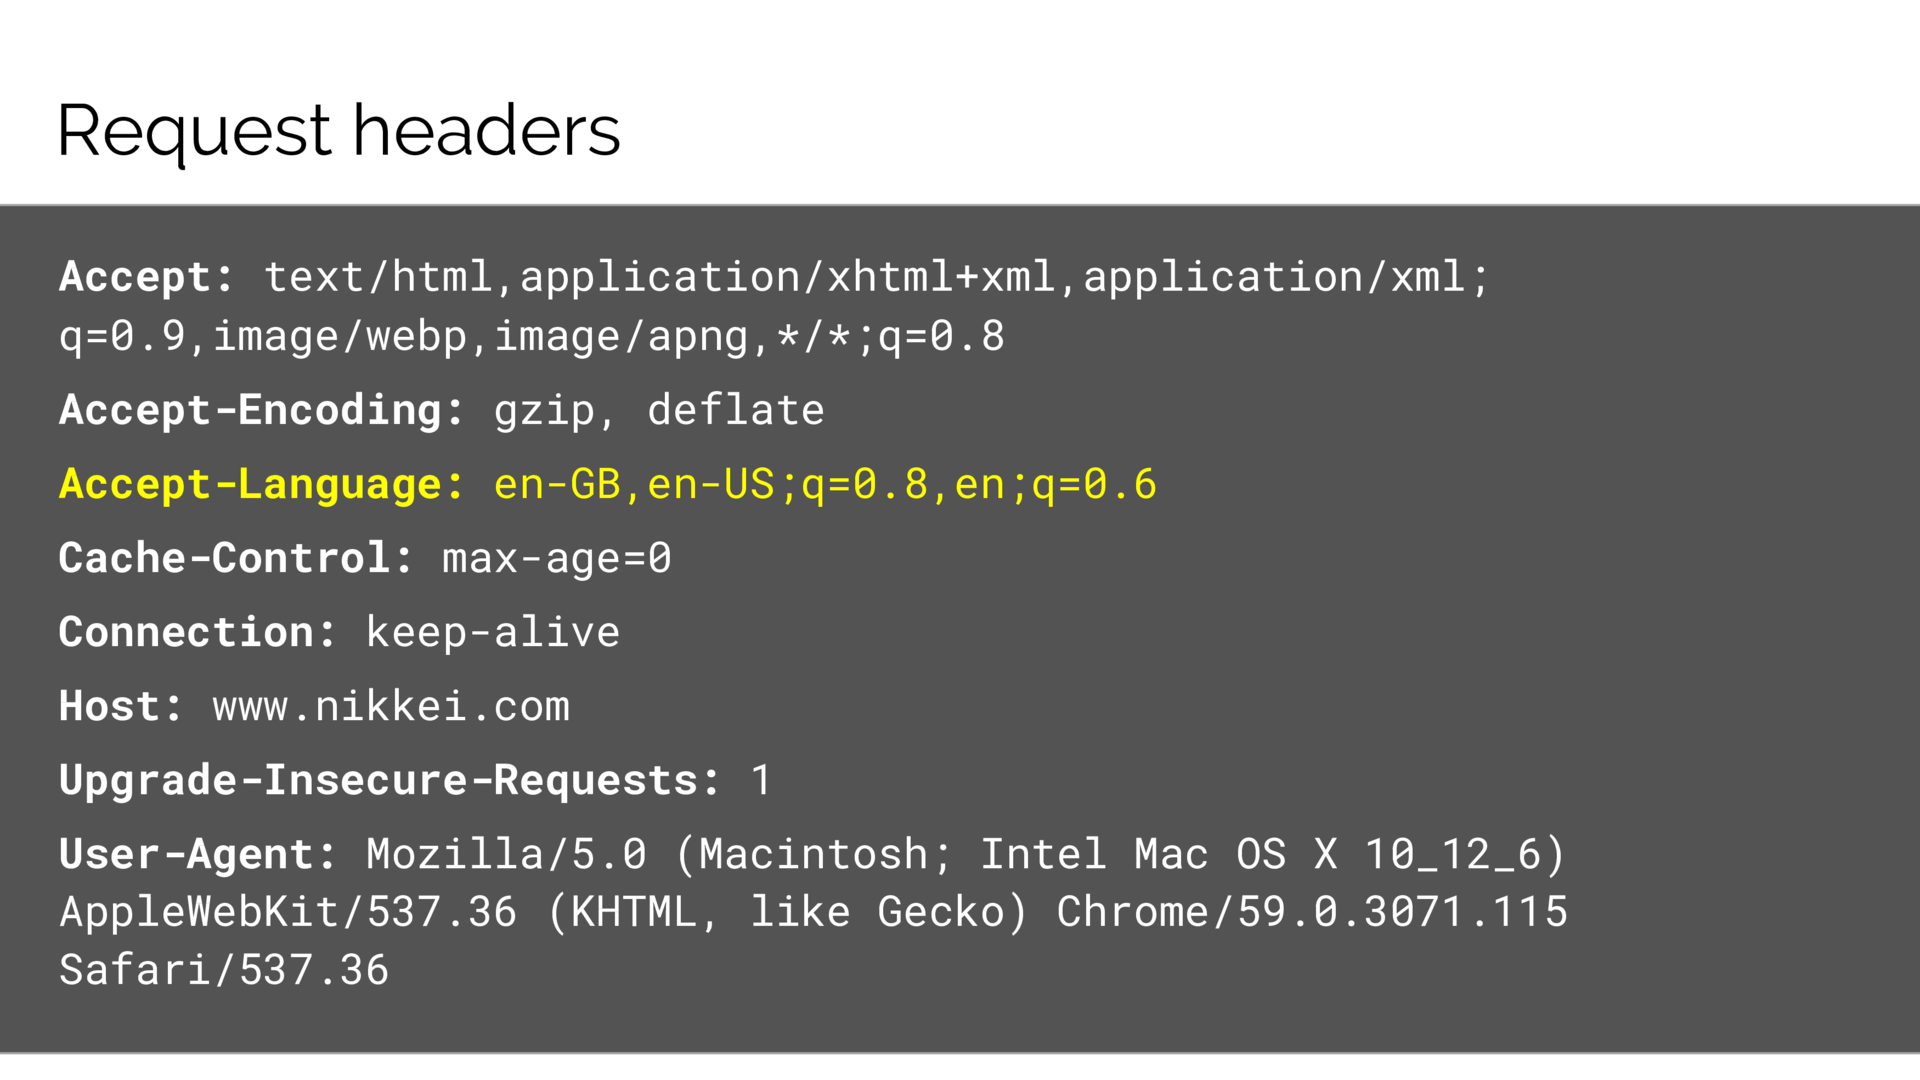 Request headers
Accept: text/html,application/xhtml+xml,application/xml;
q=0.9,image/webp,image/apng,*/*;q=0.8
Accept-Encoding: gzip, deflate
Accept-Language: en-GB,en-US;q=0.8,en;q=0.6
Cache-Control: max-age=0
Connection: keep-alive
Host: www.nikkei.com
Upgrade-Insecure-Requests: 1
User-Agent: Mozilla/5.0 (Macintosh; Intel Mac OS X 10_12_6)
AppleWebKit/537.36 (KHTML, like Gecko) Chrome/59.0.3071.115
Safari/537.36